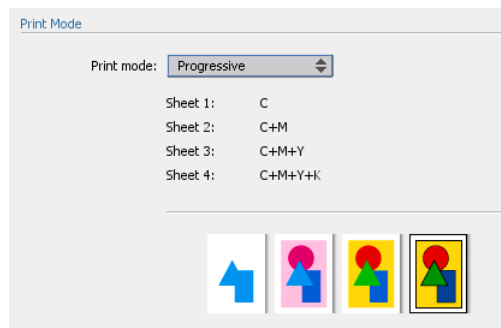 Print Mode
Print mode: Progressive
Sheet 1: C
Sheet 2: C+M
Sheet 3: C+M+Y
Sheet 4: C+M+Y+K